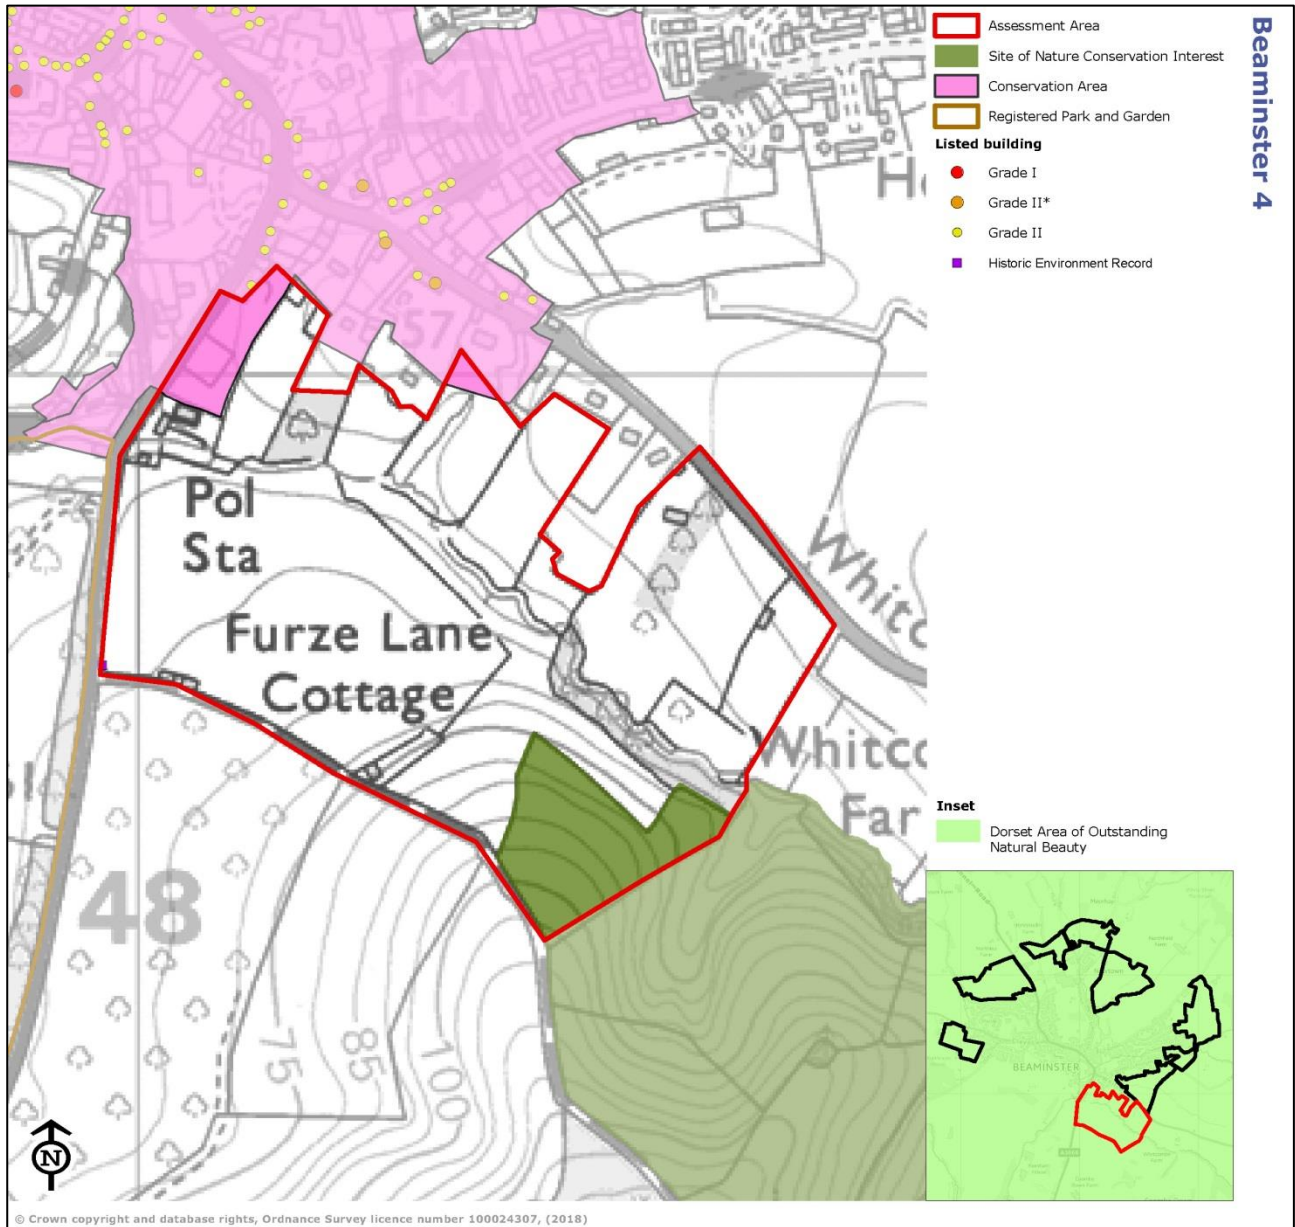 Beaminster 4
Assessment Area
Site of Nature Conservation Interest
Conservation Area
Registered Park and Garden
Listed building
Grade I
Grade II*
Grade II
Historic Environment Record
57
Pol
Sta
Furze Lane
Cottage
Whitco
Far
48
75
85
100
N
Inset
Dorset Area of Outstanding
Natural Beauty
BEAMINSTER
© Crown copyright and database rights, Ordnance Survey licence number 100024307, (2018)